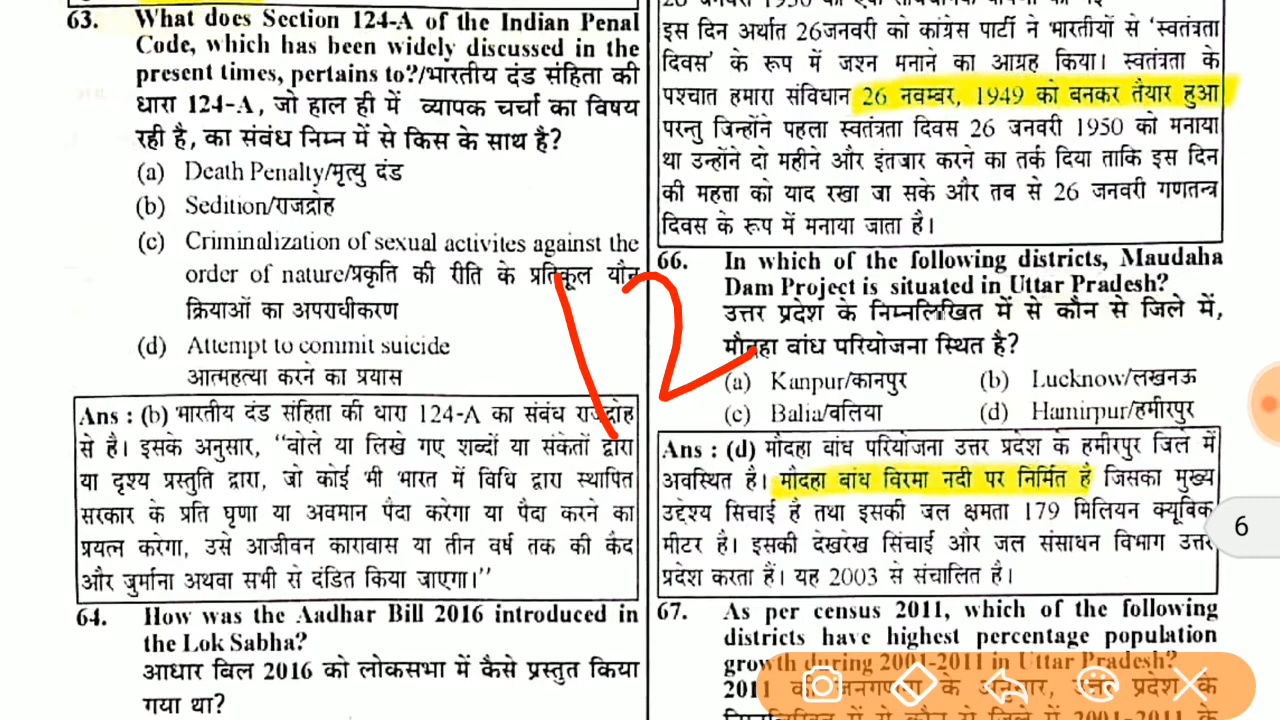 63. What does Section 124-A of the Indian Penal
Code, which has been widely discussed in the
present times, pertains to?/भारतीय दंड संहिता की
धारा 124-A, जो हाल ही में व्यापक चर्चा का विषय
रही है, का संबंध निम्न में से किस के साथ है?
(a) Death Penalty/मृत्यु दंड
(b) Sedition/राजद्रोह
(c) Criminalization of sexual activites against the
order of nature/प्रकृति की रीति के प्रतिकूल यौन
क्रियाओं का अपराधीकरण
(d) Attempt to commit suicide
आत्महत्या करने का प्रयास
Ans : (b) भारतीय दंड संहिता की धारा 124-A का संबंध राजद्रोह
से है। इसके अनुसार, “बोले या लिखे गए शब्दों या संकेतों द्वारा
या दृश्य प्रस्तुति द्वारा, जो कोई भी भारत में विधि द्वारा स्थापित
सरकार के प्रति घृणा या अवमान पैदा करेगा या पैदा करने का
प्रयत्न करेगा, उसे आजीवन कारावास या तीन वर्ष तक की कैद
और जुर्माना अथवा सभी से दंडित किया जाएगा।”
64. How was the Aadhar Bill 2016 introduced in
the Lok Sabha?
आधार बिल 2016 को लोकसभा में कैसे प्रस्तुत किया
गया था?
इस दिन अर्थात 26जनवरी को कांग्रेस पार्टी ने भारतीयों से ‘स्वतंत्रता
दिवस’ के रूप में जश्न मनाने का आग्रह किया। स्वतंत्रता के
पश्चात हमारा संविधान 26 नवम्बर, 1949 को बनकर तैयार हुआ
परन्तु जिन्होंने पहला स्वतंत्रता दिवस 26 जनवरी 1950 को मनाया
था उन्होंने दो महीने और इंतजार करने का तर्क दिया ताकि इस दिन
की महत्ता को याद रखा जा सके और तब से 26 जनवरी गणतन्त्र
दिवस के रूप में मनाया जाता है।
66. In which of the following districts, Maudaha
Dam Project is situated in Uttar Pradesh?
उत्तर प्रदेश के निम्नलिखित में से कौन से जिले में,
मौदहा बांध परियोजना स्थित है?
(a) Kanpur/कानपुर (b) Lucknow/लखनऊ
(c) Balia/बलिया (d) Hamirpur/हमीरपुर
Ans : (d) मौदहा बांध परियोजना उत्तर प्रदेश के हमीरपुर जिले में
अवस्थित है। मौदहा बांध विरमा नदी पर निर्मित है जिसका मुख्य
उद्देश्य सिंचाई है तथा इसकी जल क्षमता 179 मिलियन क्यूबिक
मीटर है। इसकी देखरेख सिंचाई और जल संसाधन विभाग उत्तर
प्रदेश करता हैं। यह 2003 से संचालित है।
67. As per census 2011, which of the following
districts have highest percentage population
growth during 2001-2011 in Uttar Pradesh?
2011 की जनगणना के अनुसार, उत्तर प्रदेश के
12
6